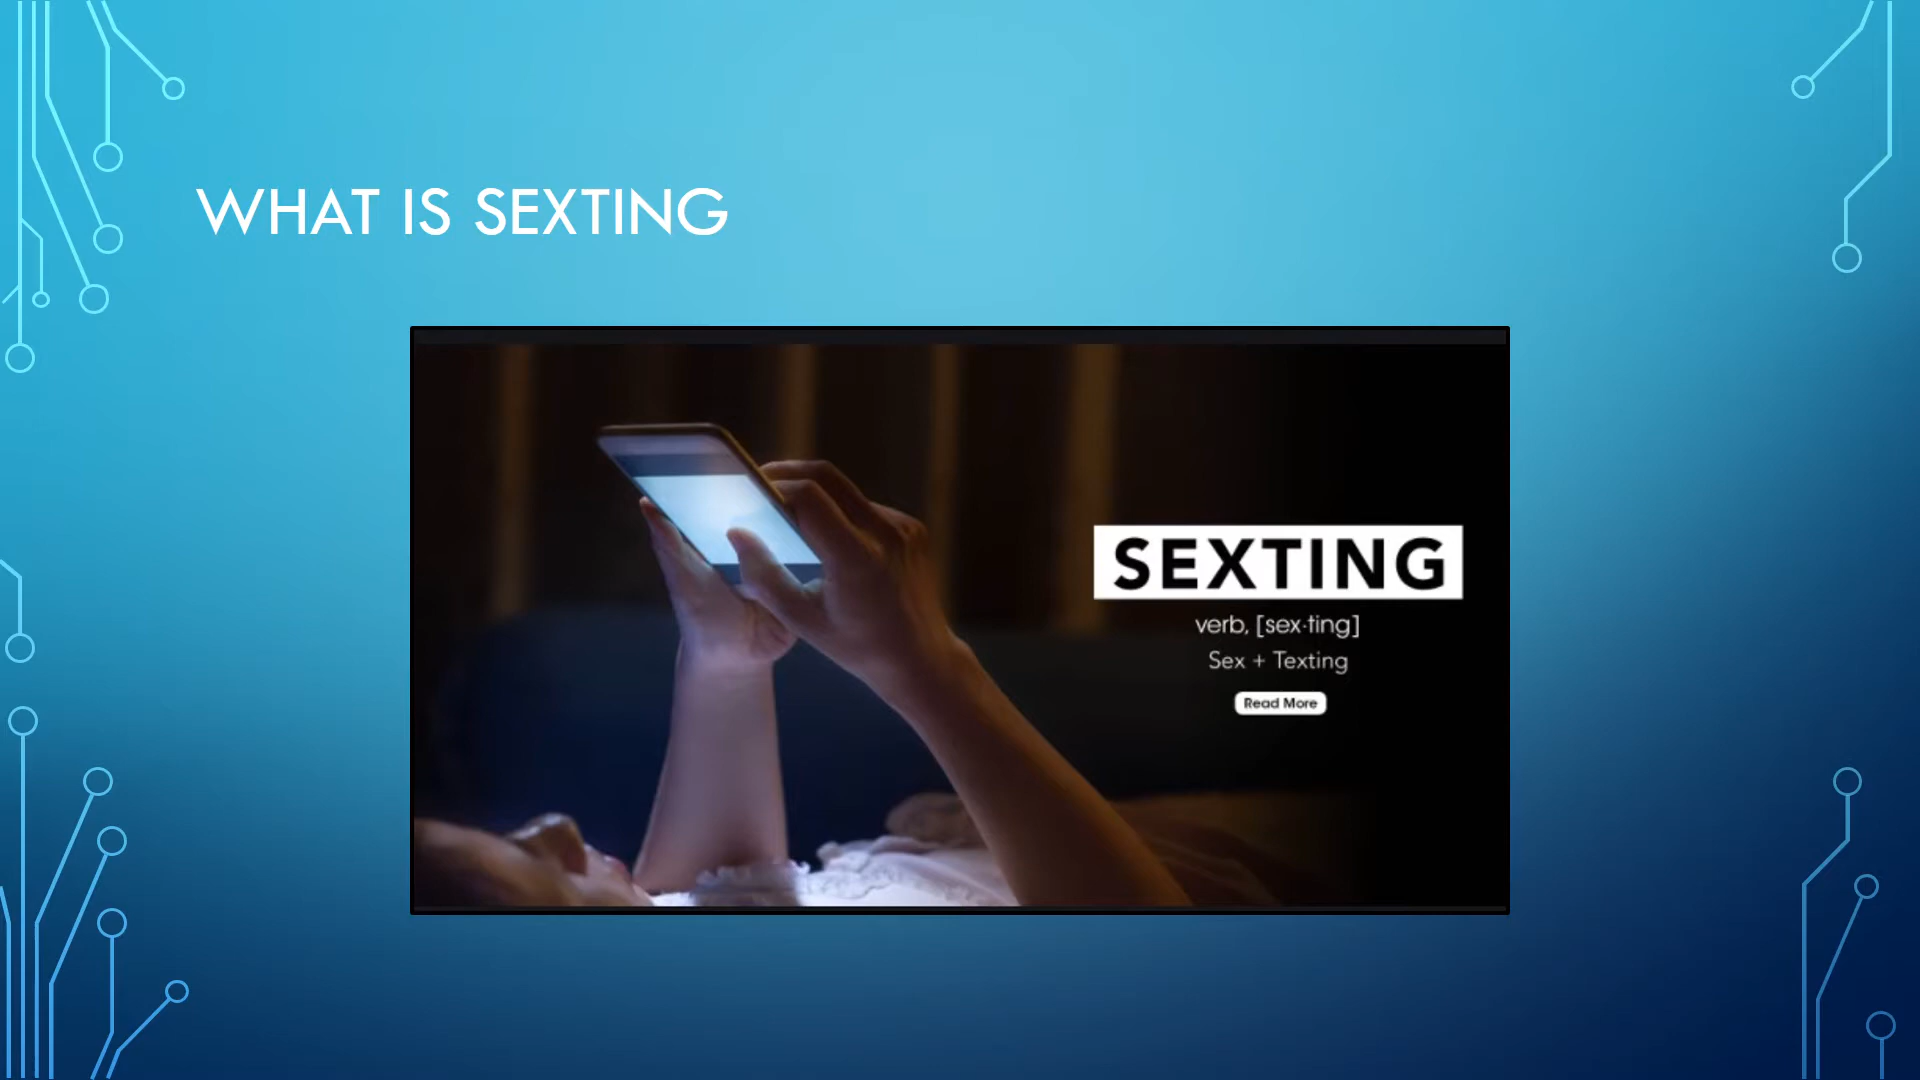 WHAT IS SEXTING
SEXTING
verb, [sex·ting]
Sex + Texting
Read More